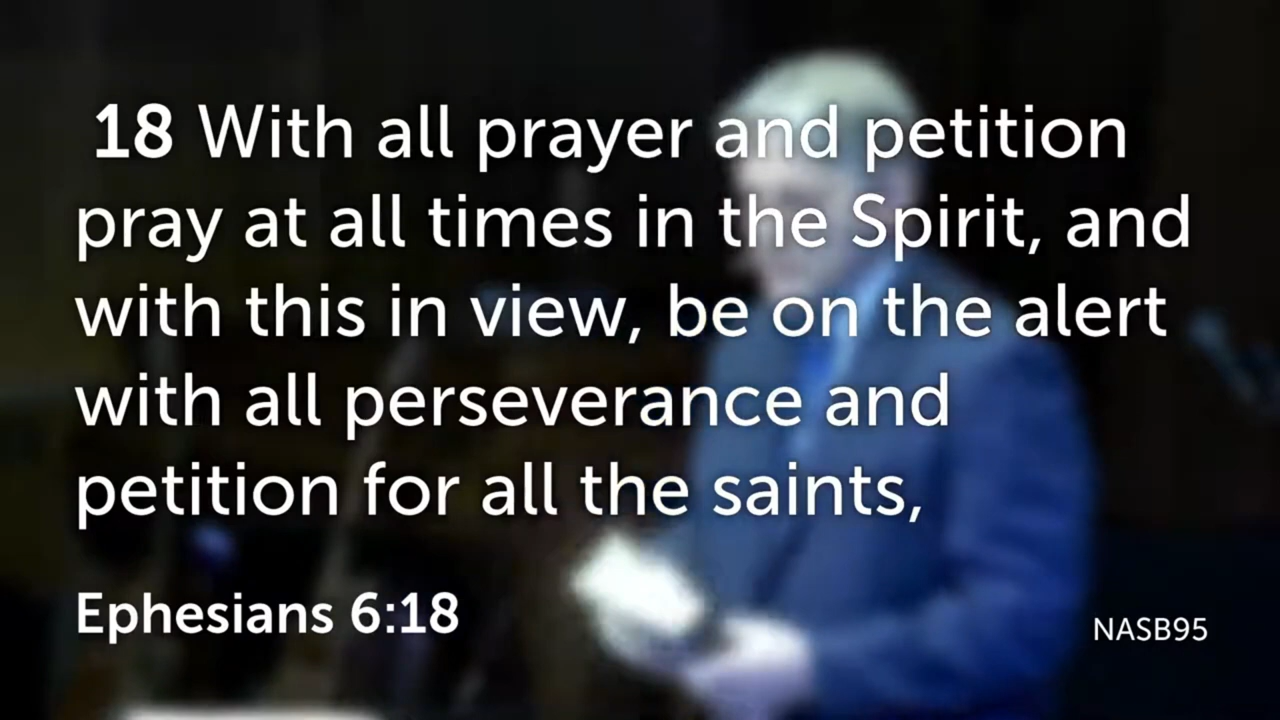 18 With all prayer and petition
pray at all times in the Spirit, and
with this in view, be on the alert
with all perseverance and
petition for all the saints,
Ephesians 6:18
NASB95